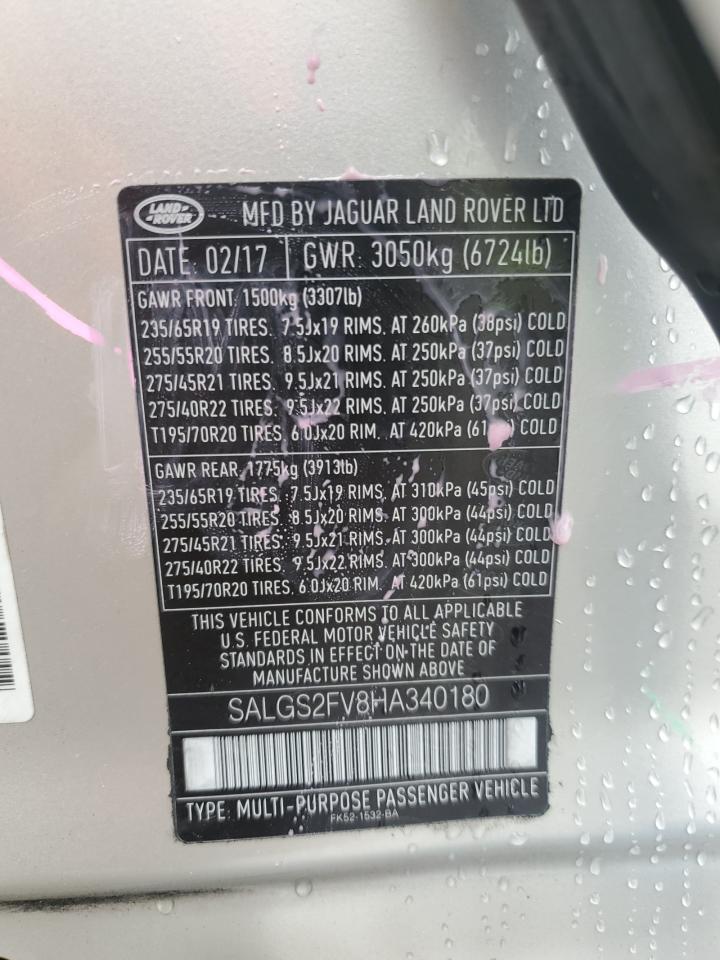 LAND-
-ROVER
MFD BY JAGUAR LAND ROVER LTD
DATE: 02/17 GWR: 3050kg (6724lb)
GAWR FRONT: 1500kg (3307lb)
235/65R19 TIRES. 7.5Jx19 RIMS. AT 260kPa (38psi) COLD
255/55R20 TIRES. 8.5Jx20 RIMS. AT 250kPa (37psi) COLD
275/45R21 TIRES. 9.5Jx21 RIMS. AT 250kPa (37psi) COLD
275/40R22 TIRES. 9.5Jx22 RIMS. AT 250kPa (37psi) COLD
T195/70R20 TIRES. 6.0Jx20 RIM. AT 420kPa (61psi) COLD
GAWR REAR: 1775kg (3913lb)
235/65R19 TIRES. 7.5Jx19 RIMS. AT 310kPa (45psi) COLD
255/55R20 TIRES. 8.5Jx20 RIMS. AT 300kPa (44psi) COLD
275/45R21 TIRES. 9.5Jx21 RIMS. AT 300kPa (44psi) COLD
275/40R22 TIRES. 9.5Jx22 RIMS. AT 300kPa (44psi) COLD
T195/70R20 TIRES. 6.0Jx20 RIM. AT 420kPa (61psi) COLD
THIS VEHICLE CONFORMS TO ALL APPLICABLE
U.S. FEDERAL MOTOR VEHICLE SAFETY
STANDARDS IN EFFECT ON THE DATE OF
MANUFACTURE SHOWN ABOVE
SALGS2FV8HA340180
TYPE: MULTI-PURPOSE PASSENGER VEHICLE
FK52-1532-BA